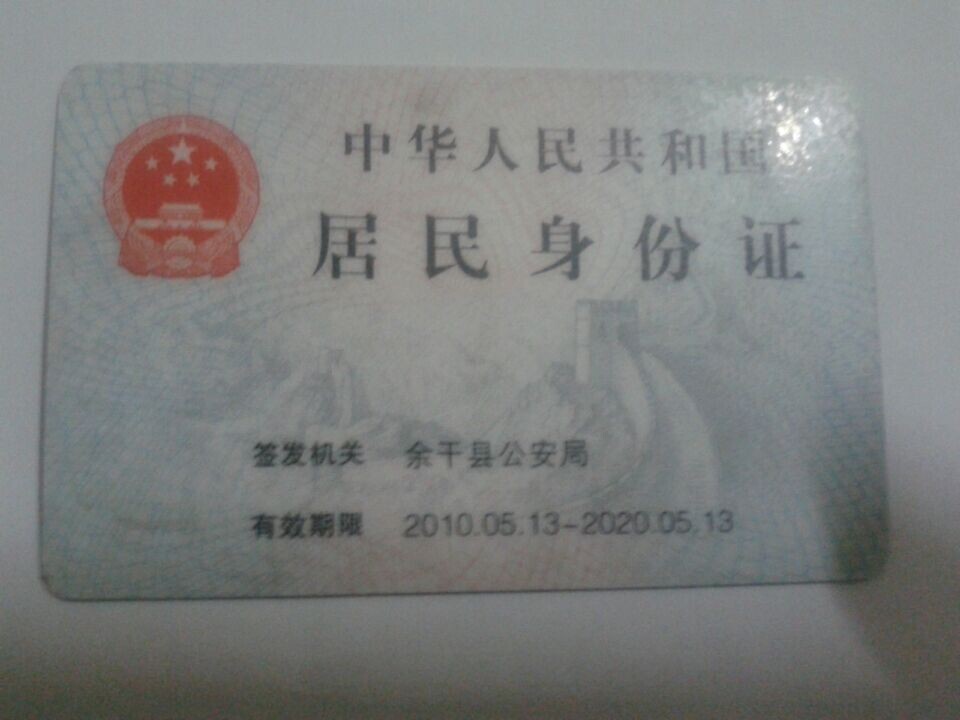 中华人民共和国
居民身份证
签发机关 余干县公安局
有效期限 2010.05.13-2020.05.13